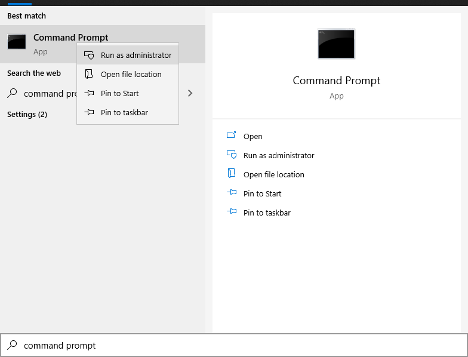 Best match
Command Prompt
App
Run as administrator
Open file location
Pin to Start
Pin to taskbar
Search the web
command pro
Settings (2)
Command Prompt
App
Open
Run as administrator
Open file location
Pin to Start
Pin to taskbar
command prompt